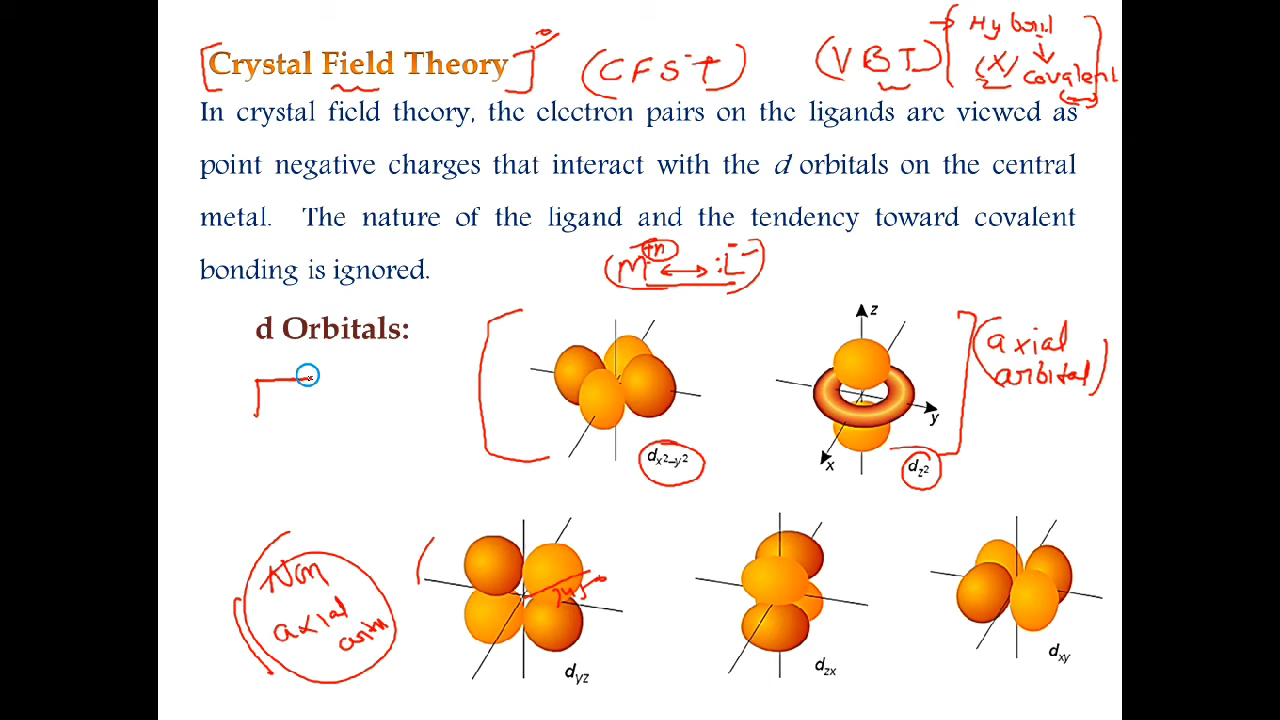 [Crystal Field Theory]
(CFST)
(VBT)
Hybond
(X)
covalent
In crystal field theory, the electron pairs on the ligands are viewed as
point negative charges that interact with the d orbitals on the central
metal. The nature of the ligand and the tendency toward covalent
bonding is ignored.
(M+n ↔ :L-)
d Orbitals:
z
y
x
dx²–y²
dz²
(axial
orbital)
Non
axial
45°
dyz
dzx
dxy